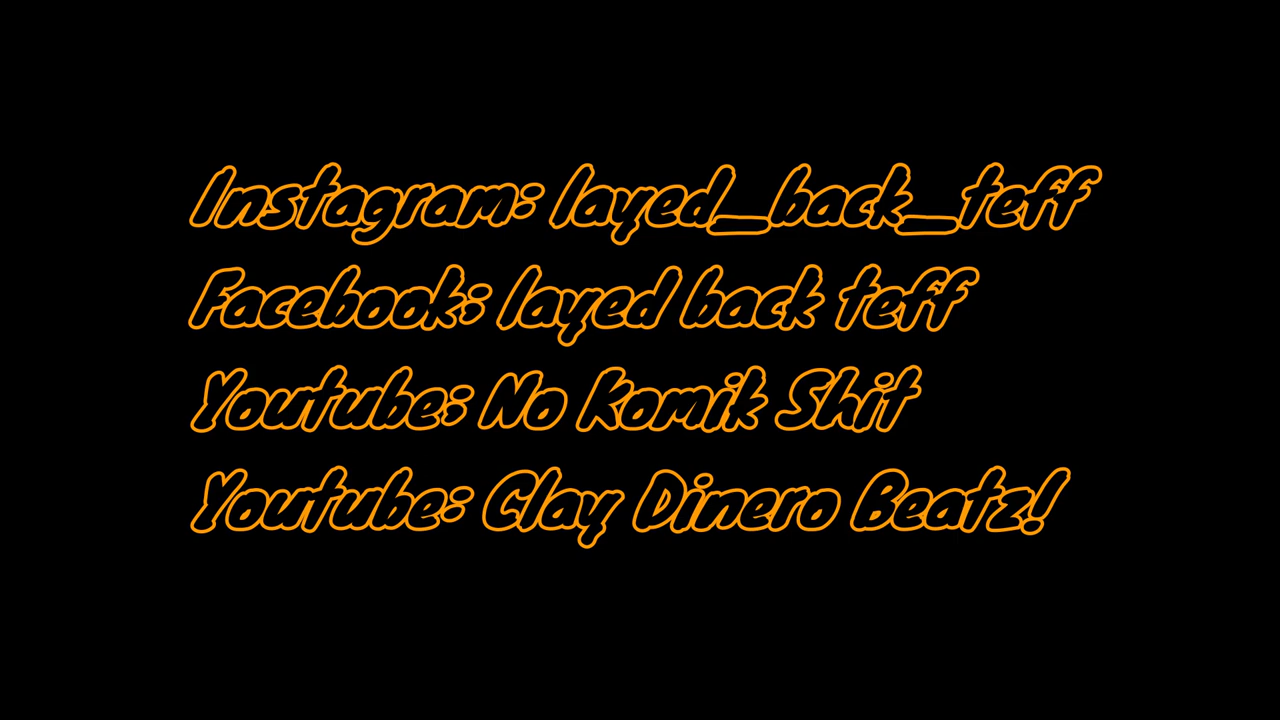 Instagram: layed_back_teff
Facebook: layed back teff
Youtube: No Komik Shit
Youtube: Clay Dinero Beatz!